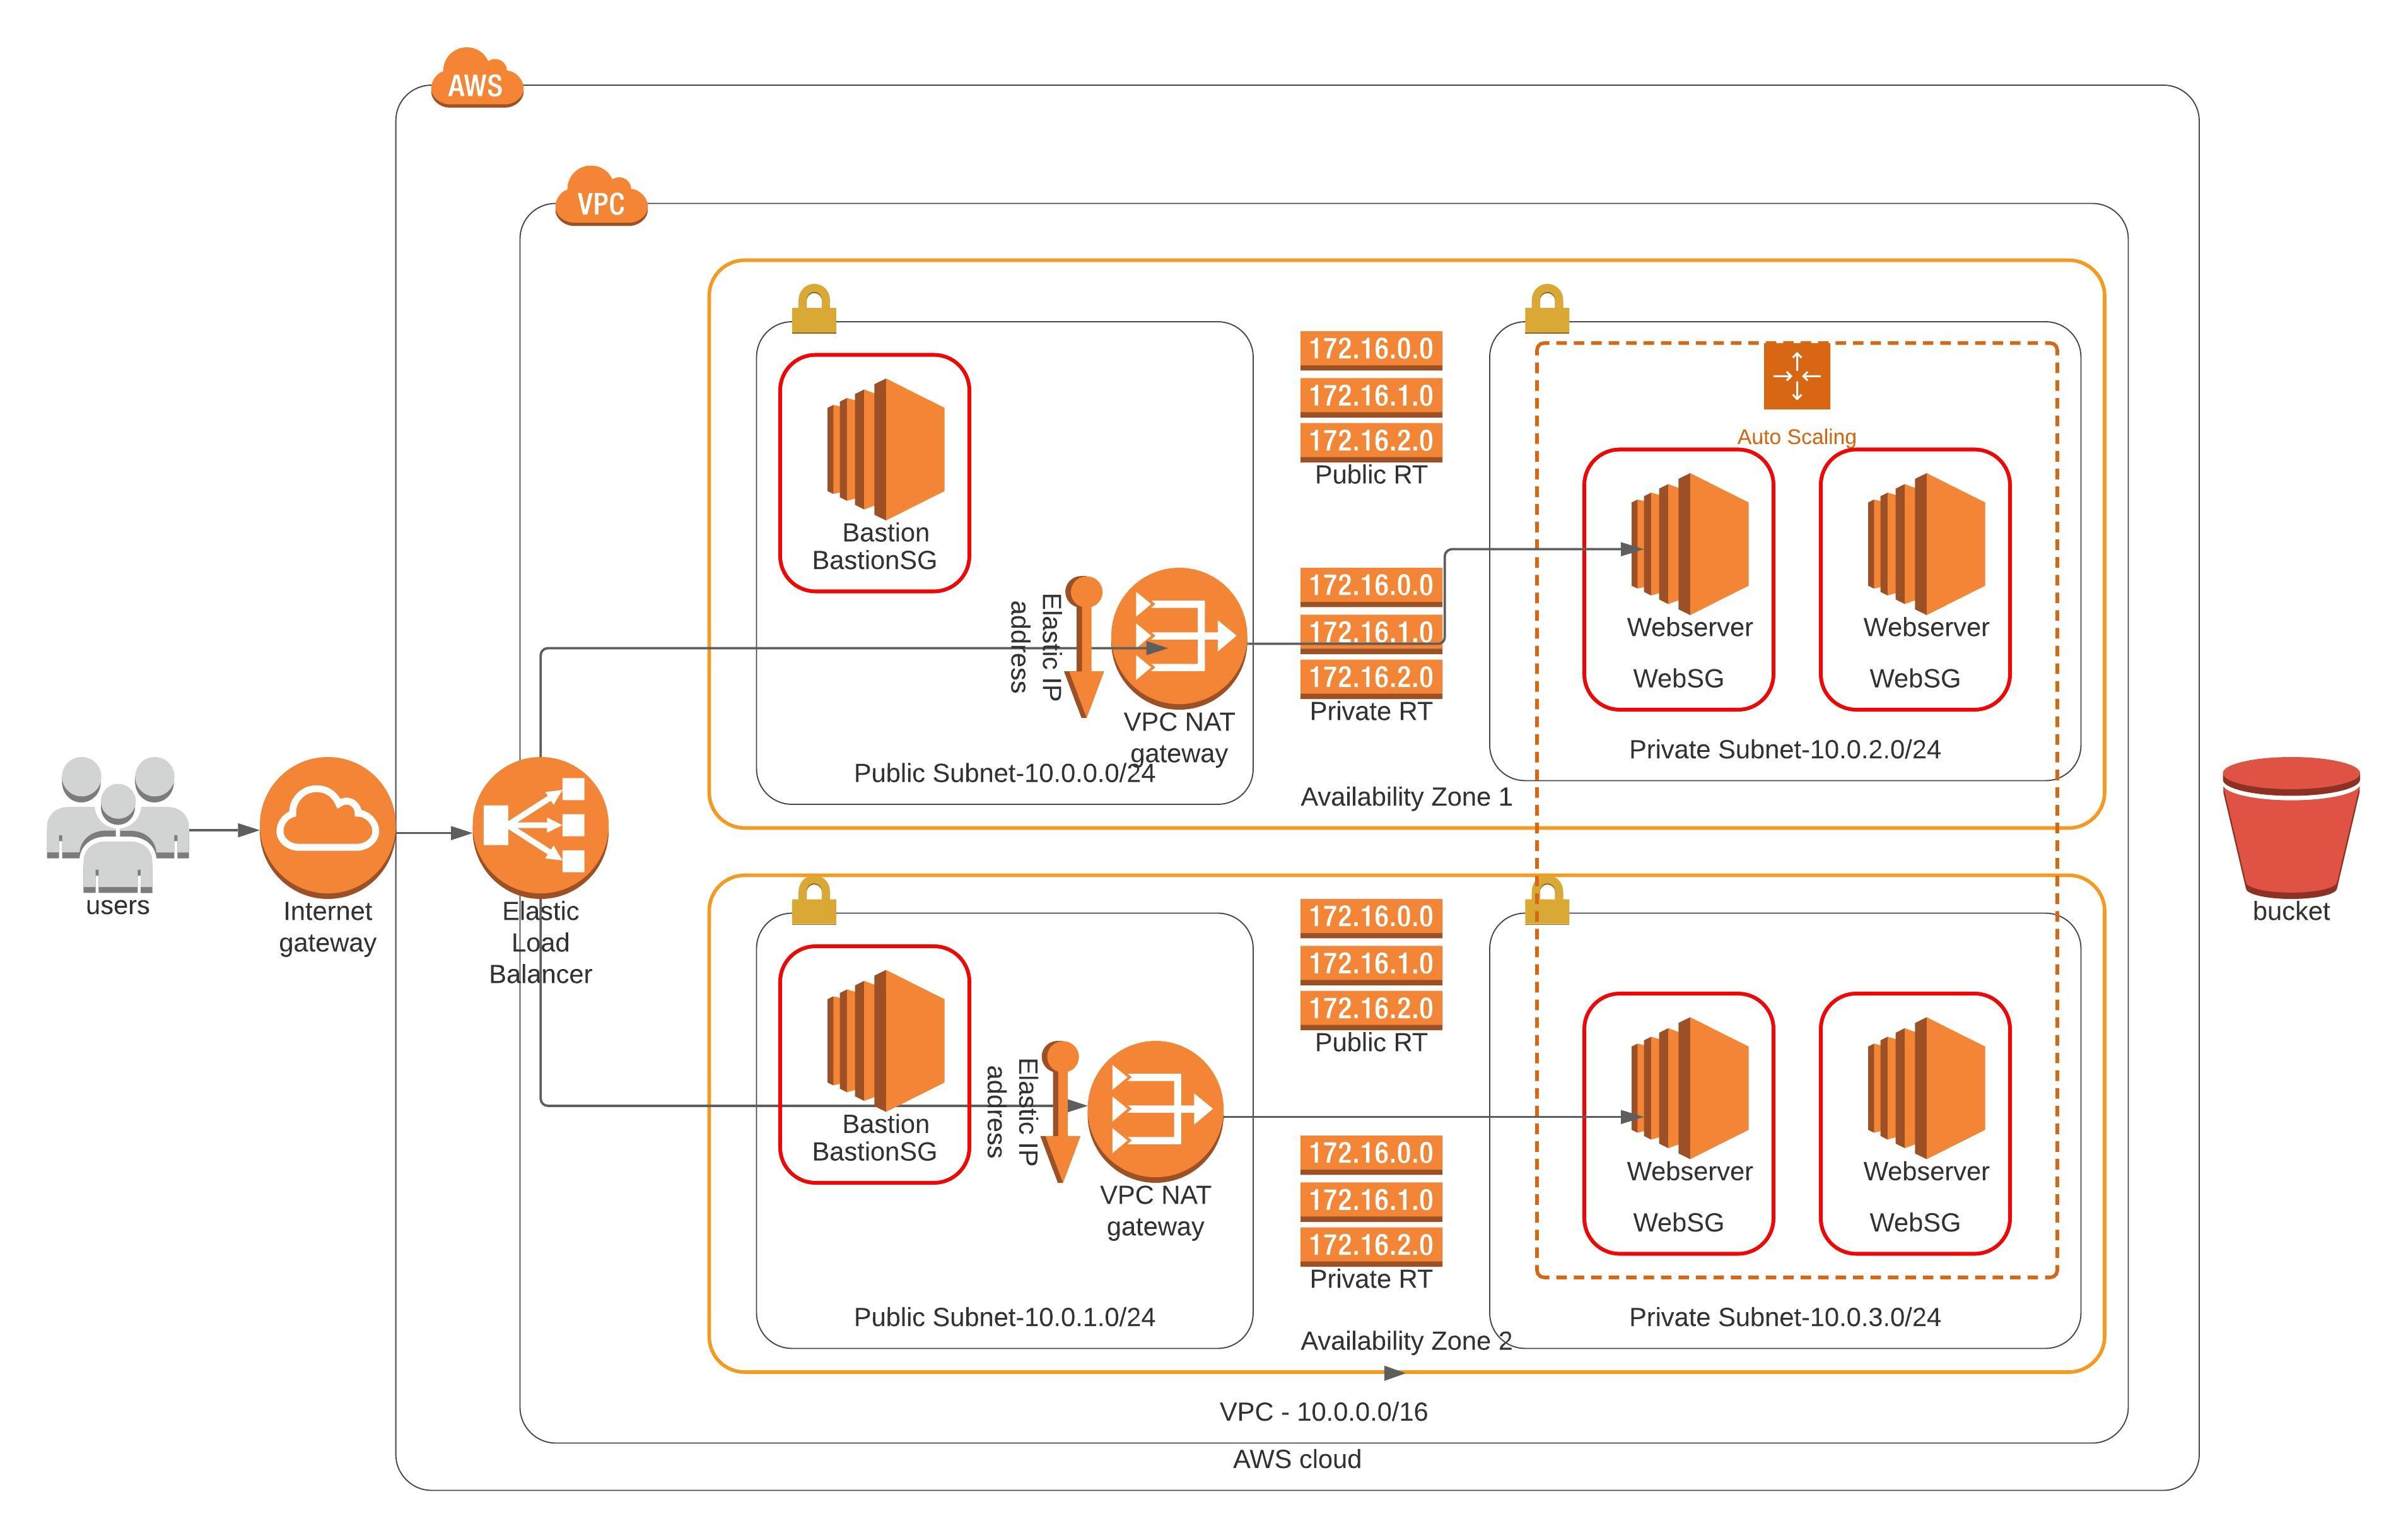 AWS
VPC
172.16.0.0
172.16.1.0
172.16.2.0
Public RT
Auto Scaling
Bastion
BastionSG
Elastic IP
address
VPC NAT
gateway
172.16.0.0
172.16.1.0
172.16.2.0
Private RT
Webserver
WebSG
Webserver
WebSG
Public Subnet-10.0.0.0/24
Private Subnet-10.0.2.0/24
Availability Zone 1
users
Internet
gateway
Elastic
Load
Balancer
bucket
172.16.0.0
172.16.1.0
172.16.2.0
Public RT
Bastion
BastionSG
Elastic IP
address
VPC NAT
gateway
172.16.0.0
172.16.1.0
172.16.2.0
Private RT
Webserver
WebSG
Webserver
WebSG
Public Subnet-10.0.1.0/24
Private Subnet-10.0.3.0/24
Availability Zone 2
VPC - 10.0.0.0/16
AWS cloud